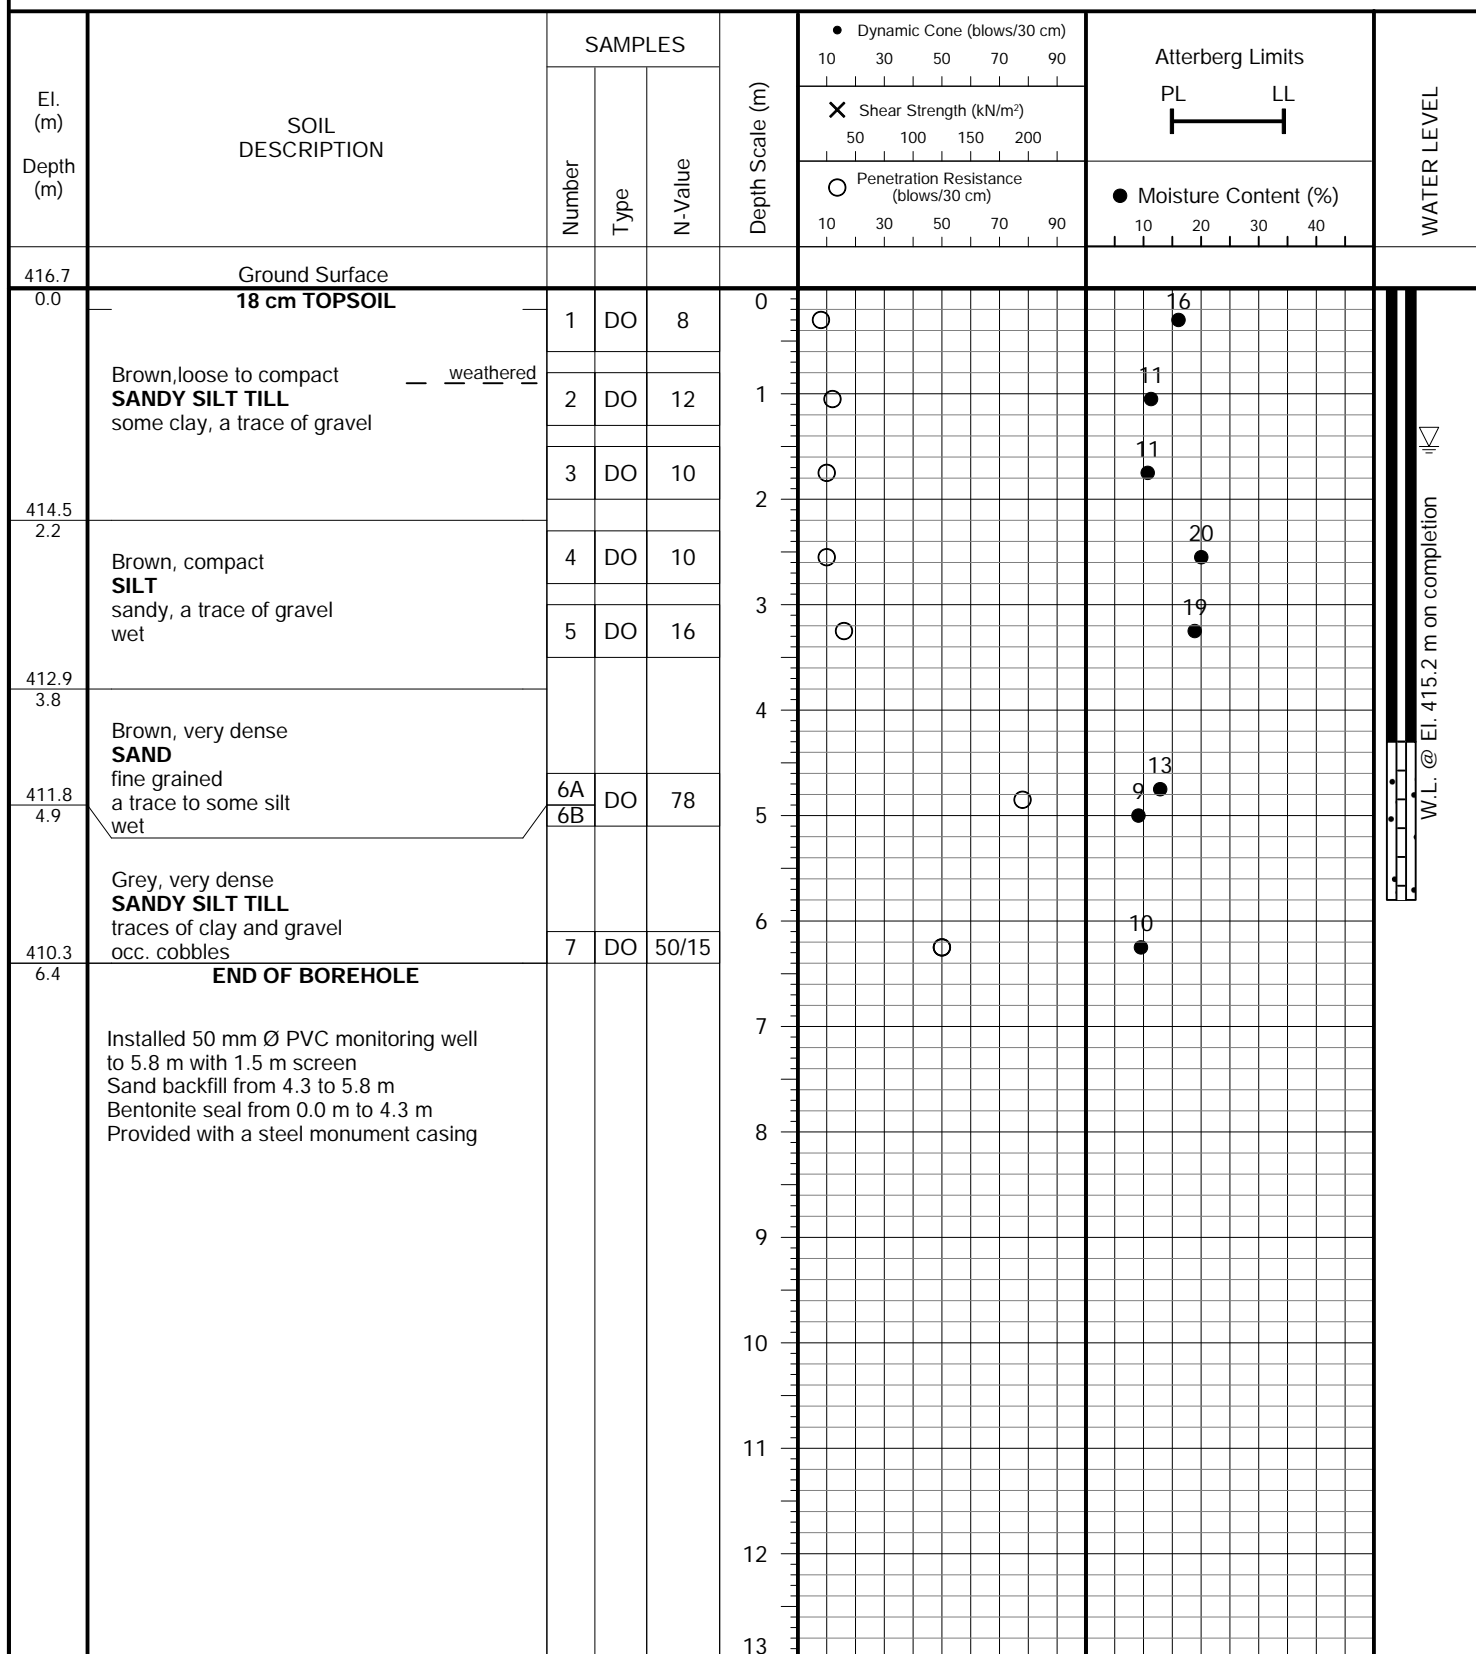 El.
(m)
Depth
(m)
SOIL
DESCRIPTION
SAMPLES
Number
Type
N-Value
Depth Scale (m)
● Dynamic Cone (blows/30 cm)
10 30 50 70 90
✕ Shear Strength (kN/m²)
50 100 150 200
○ Penetration Resistance
(blows/30 cm)
10 30 50 70 90
Atterberg Limits
PL LL
● Moisture Content (%)
10 20 30 40
WATER LEVEL
416.7 Ground Surface
0.0 18 cm TOPSOIL 0
1 DO 8 16
Brown,loose to compact weathered
SANDY SILT TILL
some clay, a trace of gravel
2 DO 12 1 11
3 DO 10 11
2
414.5
2.2
Brown, compact
SILT
sandy, a trace of gravel
wet
4 DO 10 20
3
5 DO 16 19
412.9
3.8
4
Brown, very dense
SAND
fine grained
a trace to some silt
wet
411.8
4.9
6A
6B
DO 78 13
9
5
Grey, very dense
SANDY SILT TILL
traces of clay and gravel
occ. cobbles
6
7 DO 50/15 10
410.3
6.4
END OF BOREHOLE
Installed 50 mm Ø PVC monitoring well
to 5.8 m with 1.5 m screen
Sand backfill from 4.3 to 5.8 m
Bentonite seal from 0.0 m to 4.3 m
Provided with a steel monument casing
7
8
9
10
11
12
13
W.L. @ El. 415.2 m on completion